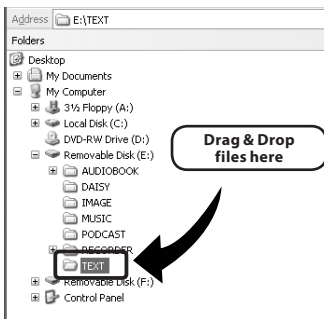 Address E:\TEXT
Folders
Desktop
My Documents
My Computer
3½ Floppy (A:)
Local Disk (C:)
DVD-RW Drive (D:)
Removable Disk (E:)
AUDIOBOOK
DAISY
IMAGE
MUSIC
PODCAST
RECORDER
TEXT
Removable Disk (F:)
Control Panel
Drag & Drop
files here